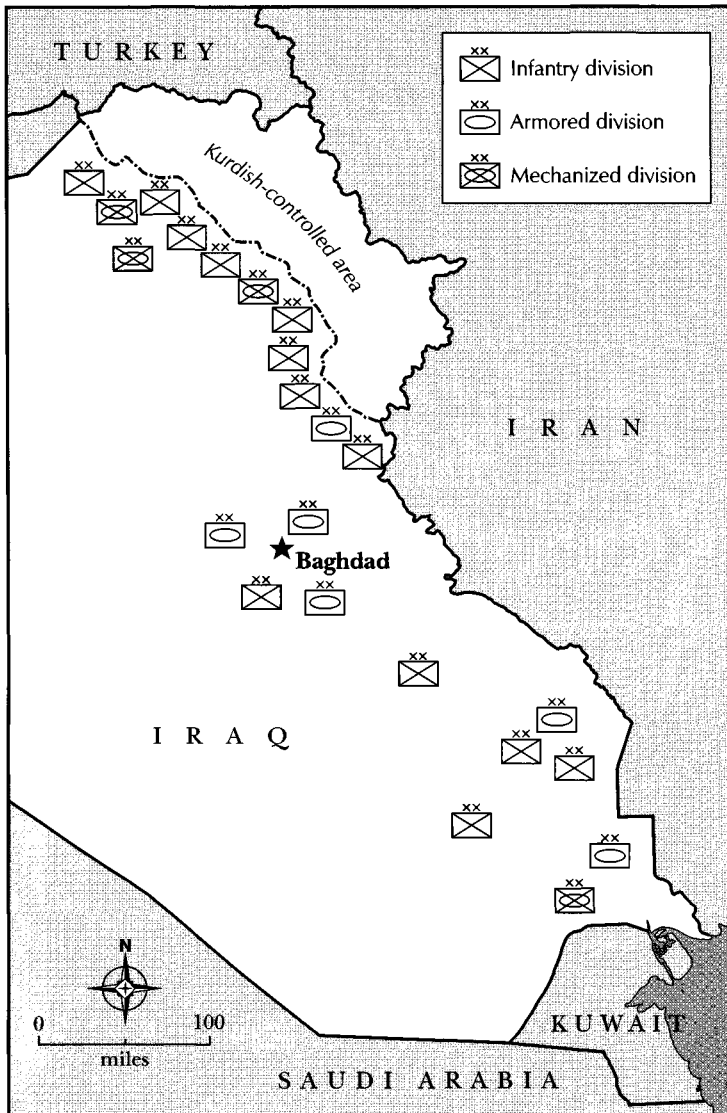 TURKEY
Infantry division
Armored division
Mechanized division
Kurdish-controlled area
IRAN
Baghdad
IRAQ
N
0 100
miles
KUWAIT
SAUDI ARABIA